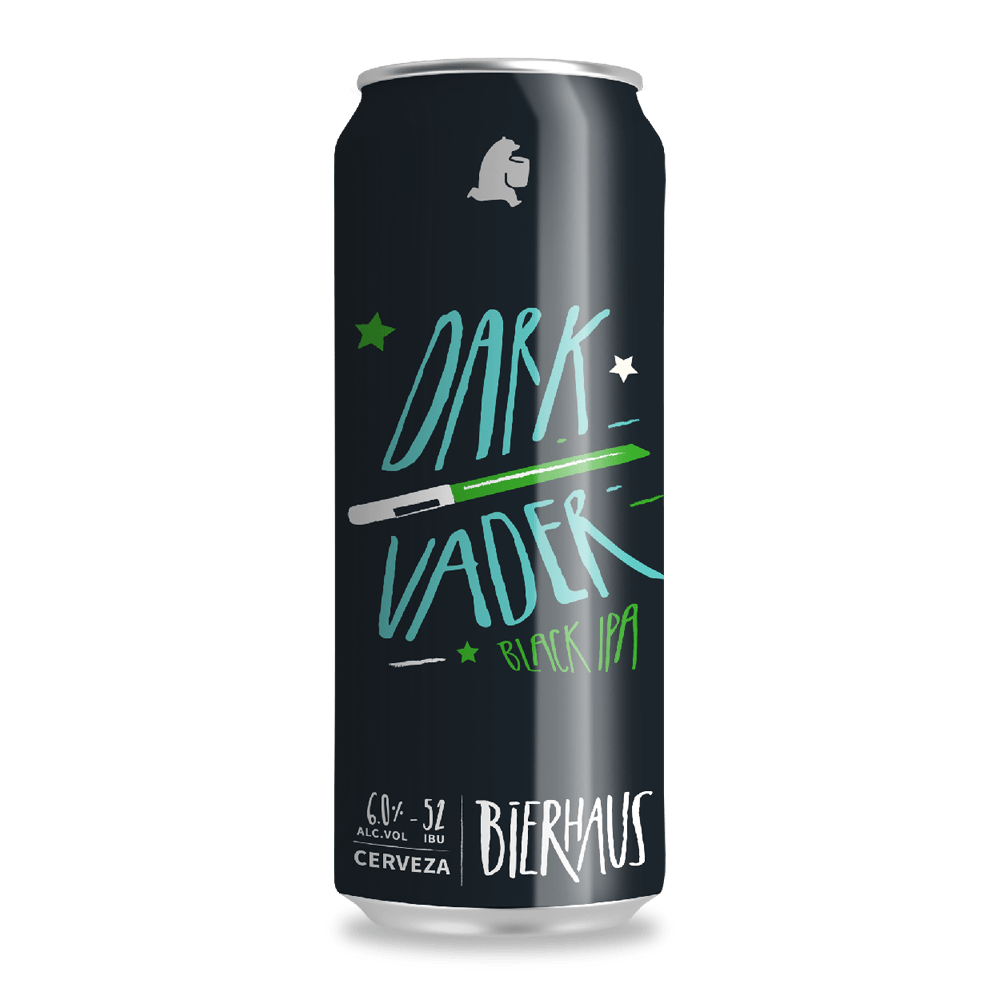 DARK
VADER
BLACK IPA
6.0% - 52
ALC.VOL IBU
CERVEZA
BIERHAUS